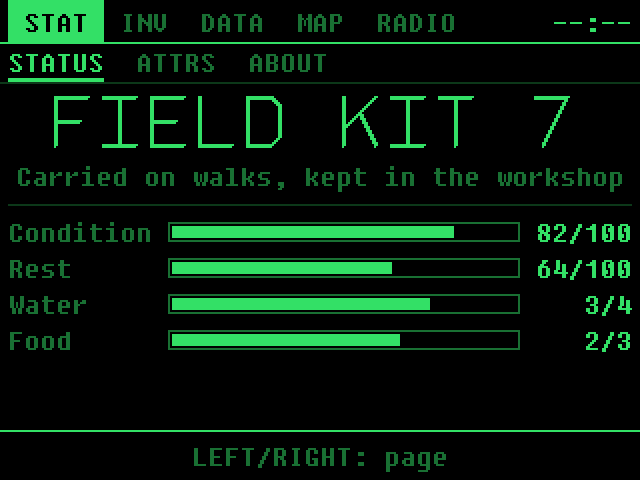 STAT INV DATA MAP RADIO --:--
STATUS ATTRS ABOUT
FIELD KIT 7
Carried on walks, kept in the workshop
Condition 82/100
Rest 64/100
Water 3/4
Food 2/3
LEFT/RIGHT: page